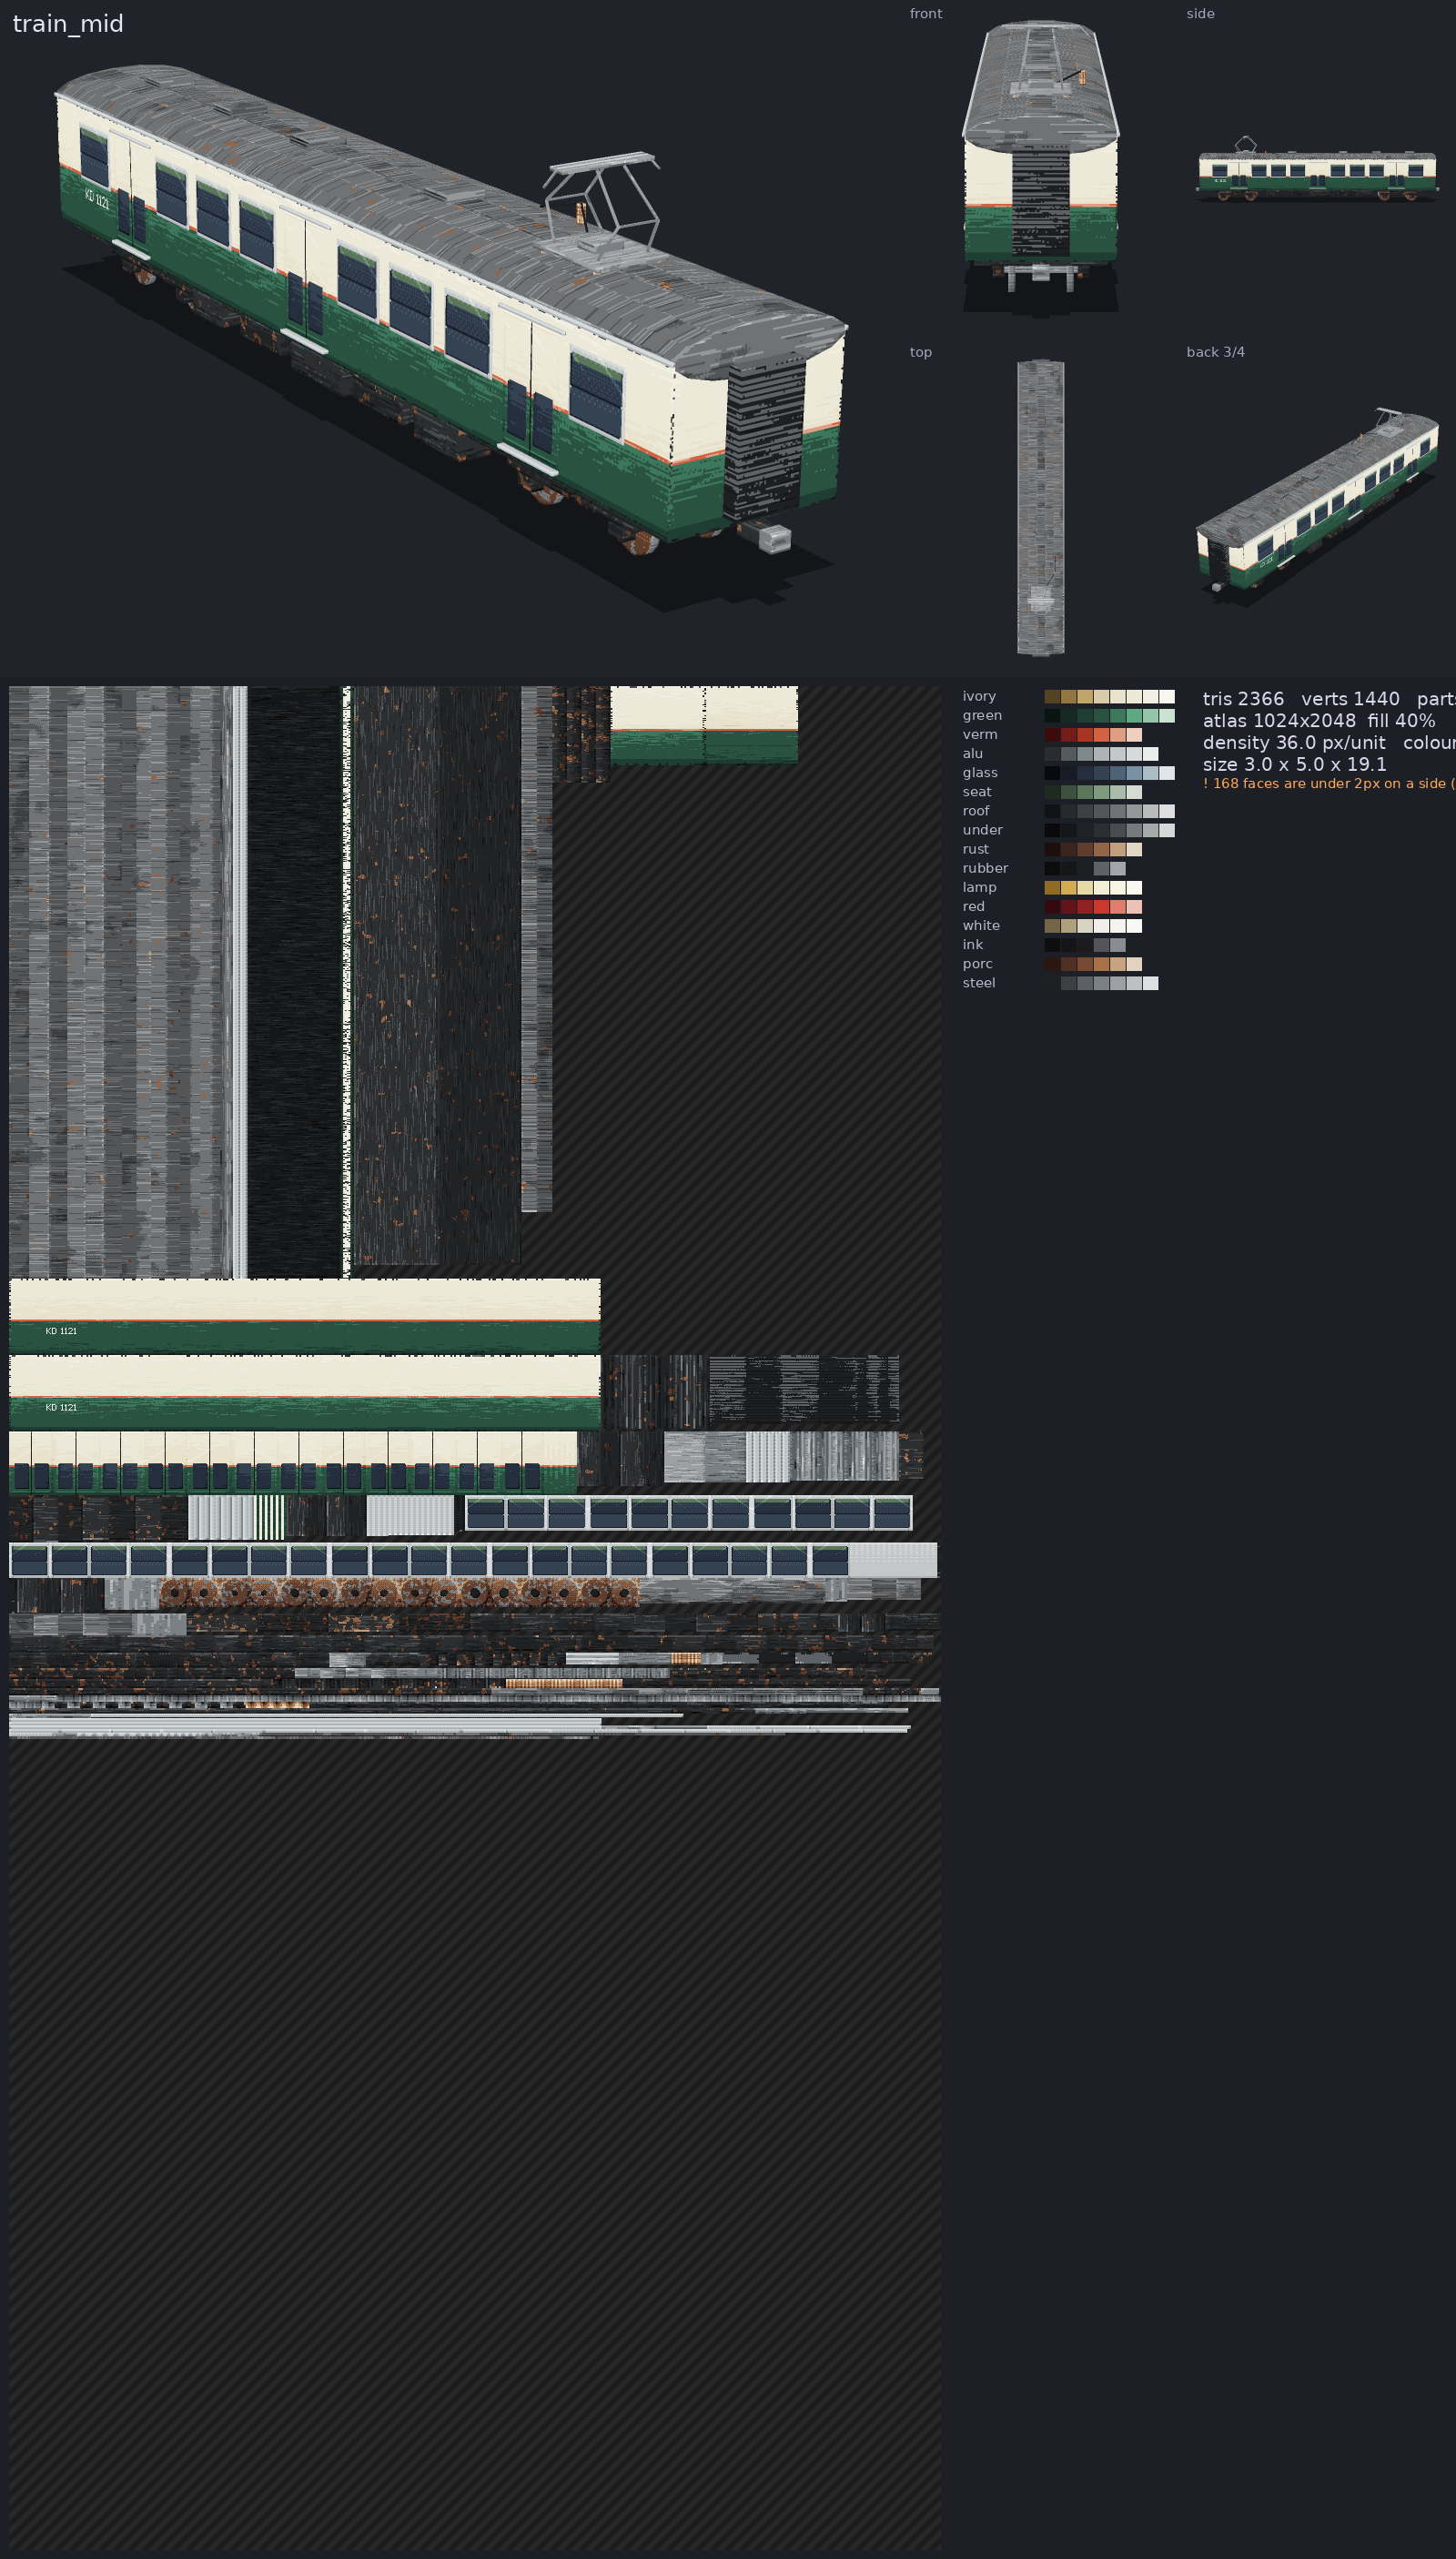 train_mid
front
side
KD 1121
top
back 3/4
ivory
green
verm
alu
glass
seat
roof
under
rust
rubber
lamp
red
white
ink
porc
steel
tris 2366 verts 1440 parts
atlas 1024x2048 fill 40%
density 36.0 px/unit colour
size 3.0 x 5.0 x 19.1
! 168 faces are under 2px on a side (
KD 1121
KD 1121